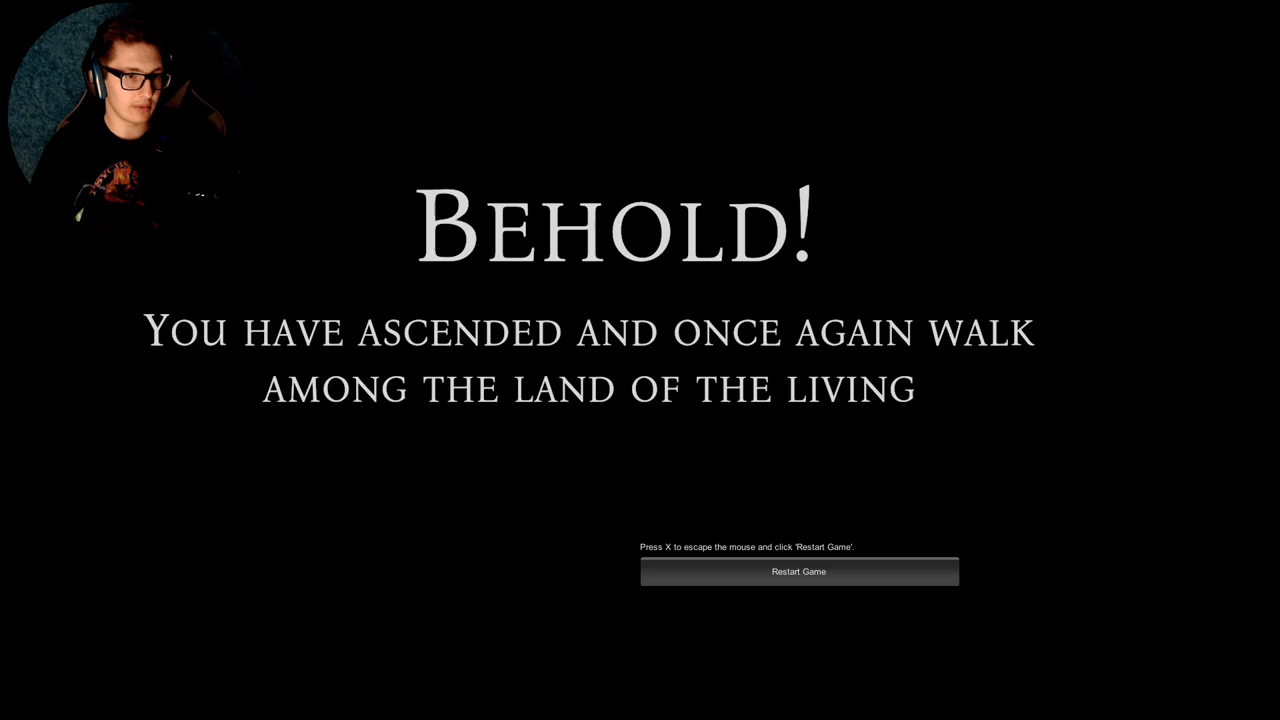 BEHOLD!
YOU HAVE ASCENDED AND ONCE AGAIN WALK
AMONG THE LAND OF THE LIVING
Press X to escape the mouse and click 'Restart Game'.
Restart Game